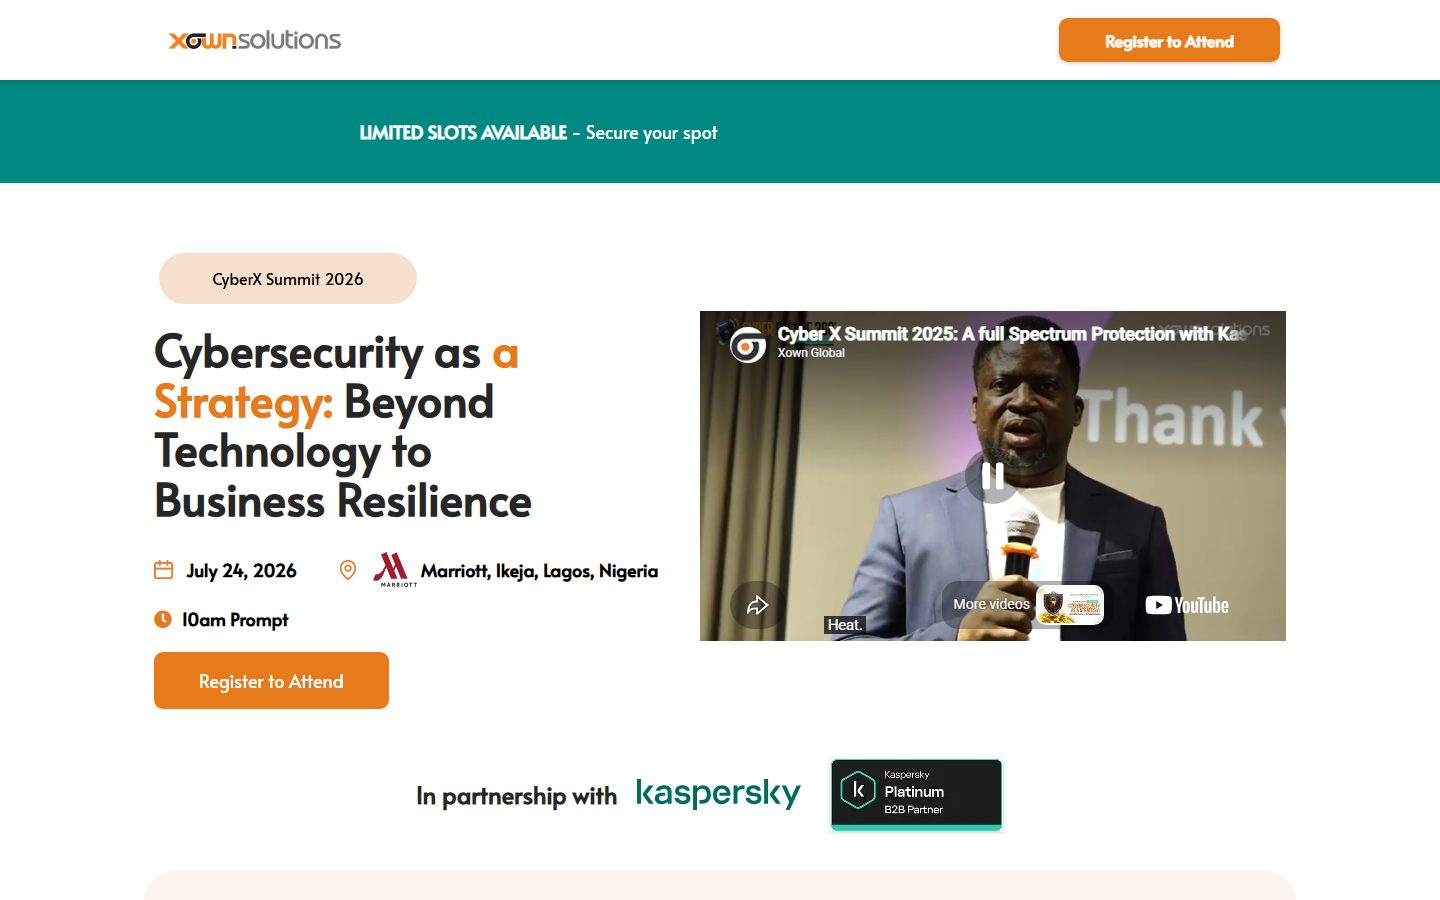 xown.solutions
Register to Attend
LIMITED SLOTS AVAILABLE - Secure your spot
CyberX Summit 2026
Cybersecurity as a
Strategy: Beyond
Technology to
Business Resilience
July 24, 2026
MARRIOTT
Marriott, Ikeja, Lagos, Nigeria
10am Prompt
Register to Attend
Cyber X Summit 2025: A full Spectrum Protection with Kas
Xown Global
Thank
More videos
YouTube
Heat.
In partnership with
kaspersky
Kaspersky
Platinum
B2B Partner